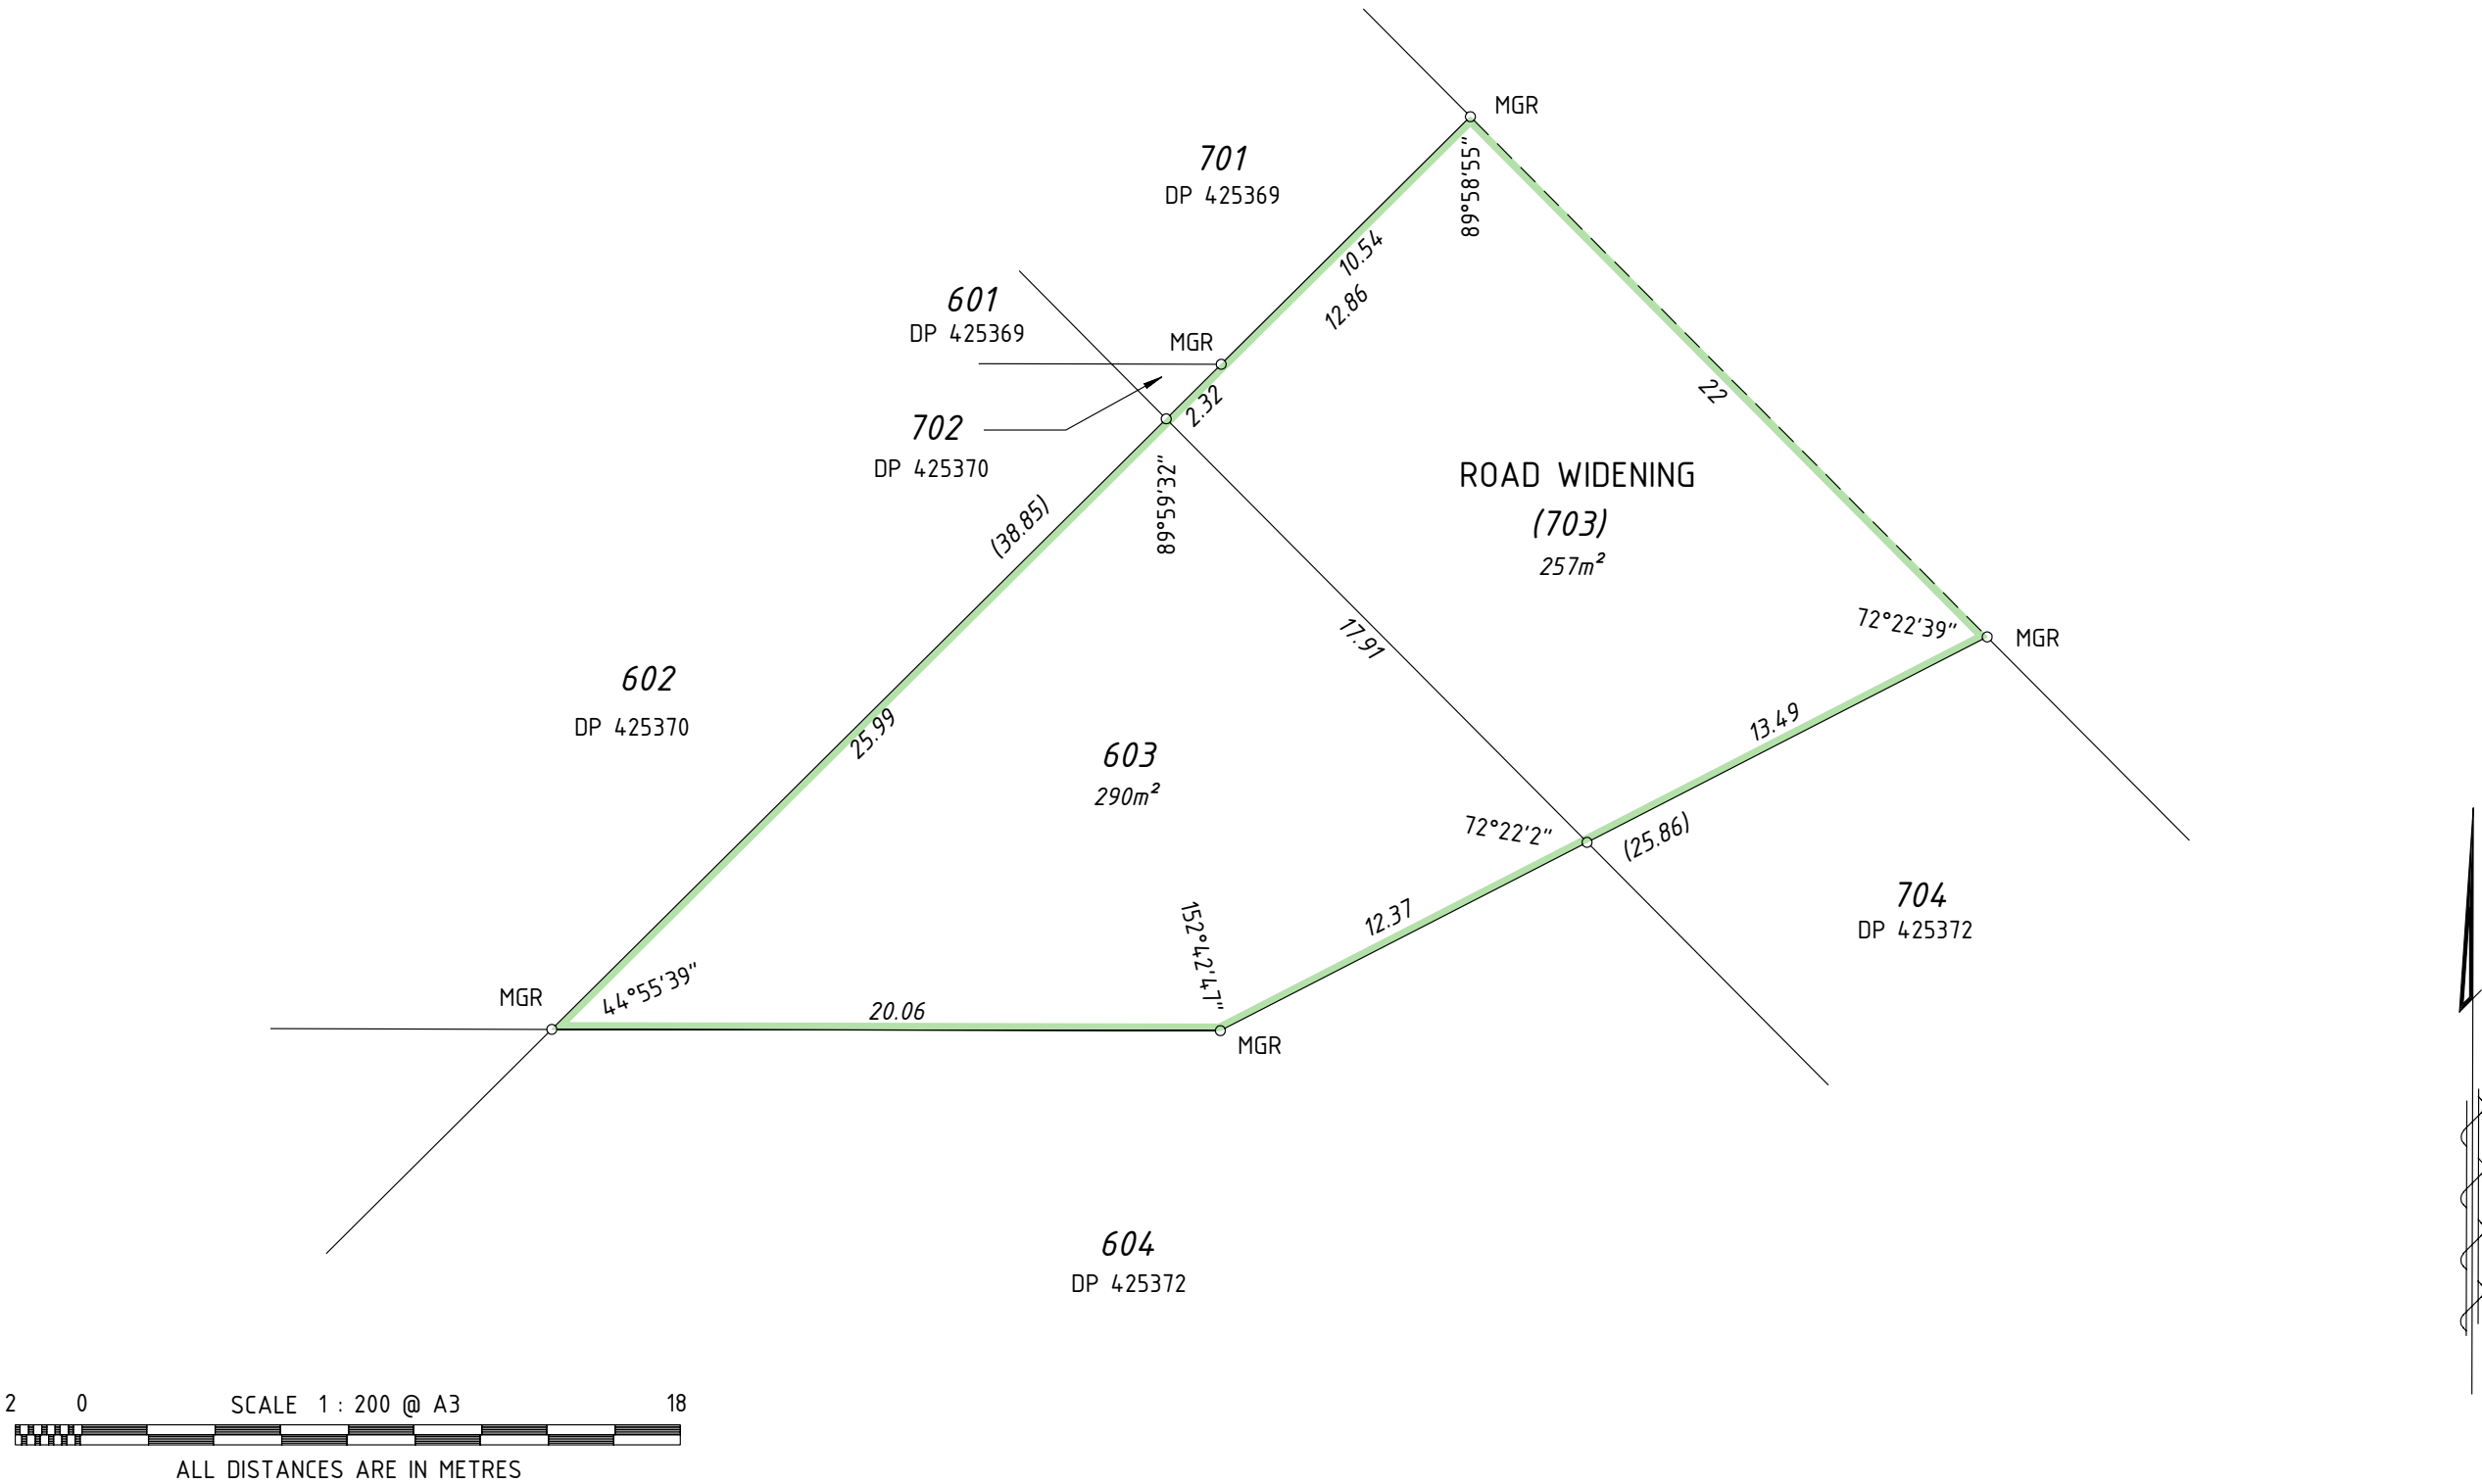 MGR
701
DP 425369
89°58'55"
10.54
12.86
601
DP 425369
MGR
2.32
22
702
DP 425370
89°59'32"
ROAD WIDENING
(703)
257m²
(38.85)
17.91
72°22'39"
MGR
602
DP 425370
25.99
603
290m²
13.49
72°22'2"
(25.86)
704
DP 425372
12.37
152°42'47"
MGR
44°55'39"
20.06
MGR
604
DP 425372
2 0 SCALE 1 : 200 @ A3 18
ALL DISTANCES ARE IN METRES